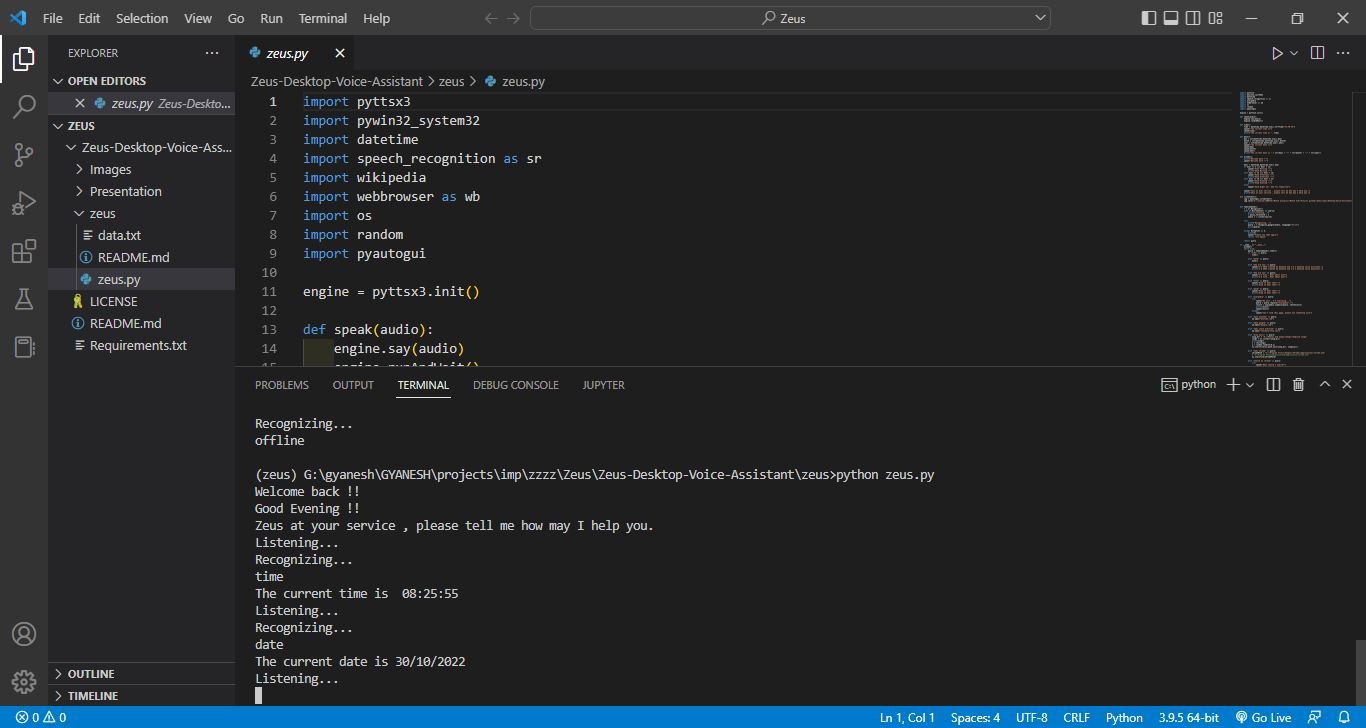 File Edit Selection View Go Run Terminal Help Zeus
EXPLORER
OPEN EDITORS
zeus.py Zeus-Deskto...
ZEUS
Zeus-Desktop-Voice-Ass...
Images
Presentation
zeus
data.txt
README.md
zeus.py
LICENSE
README.md
Requirements.txt
OUTLINE
TIMELINE
zeus.py
Zeus-Desktop-Voice-Assistant > zeus > zeus.py
1 import pyttsx3
2 import pywin32_system32
3 import datetime
4 import speech_recognition as sr
5 import wikipedia
6 import webbrowser as wb
7 import os
8 import random
9 import pyautogui
10
11 engine = pyttsx3.init()
12
13 def speak(audio):
14 engine.say(audio)
15 engine.runAndWait()
PROBLEMS OUTPUT TERMINAL DEBUG CONSOLE JUPYTER python
Recognizing...
offline
(zeus) G:\gyanesh\GYANESH\projects\imp\zzzz\Zeus\Zeus-Desktop-Voice-Assistant\zeus>python zeus.py
Welcome back !!
Good Evening !!
Zeus at your service , please tell me how may I help you.
Listening...
Recognizing...
time
The current time is  08:25:55
Listening...
Recognizing...
date
The current date is 30/10/2022
Listening...
0 0 Ln 1, Col 1 Spaces: 4 UTF-8 CRLF Python 3.9.5 64-bit Go Live